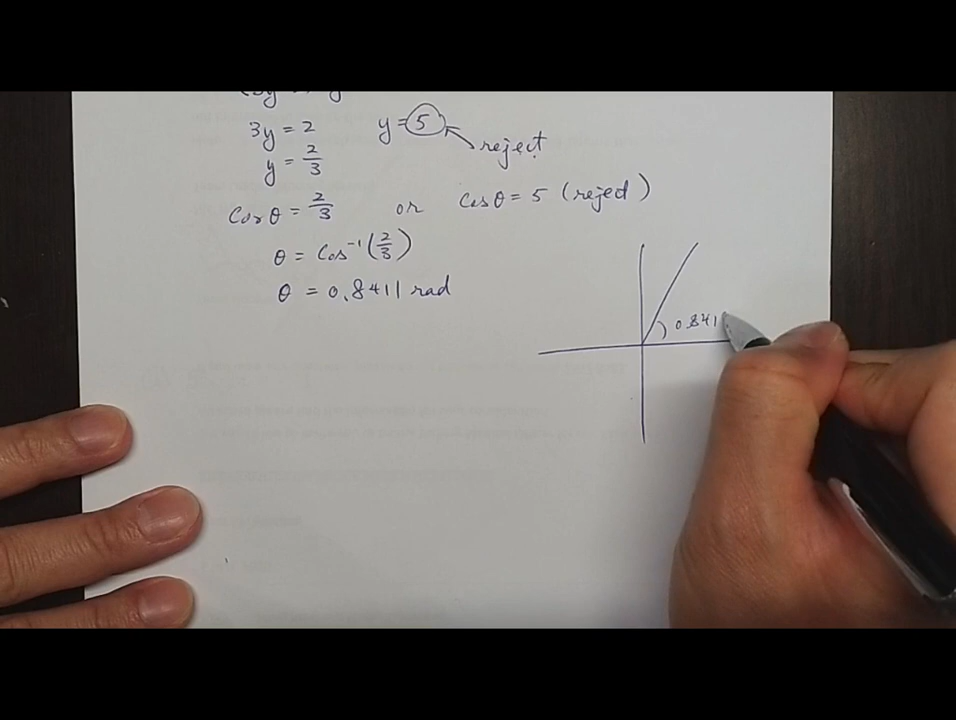 3y = 2 y = 5 reject
y = 2/3
Cos θ = 2/3 or Cos θ = 5 (reject)
θ = Cos⁻¹(2/3)
θ = 0.8411 rad
0.841